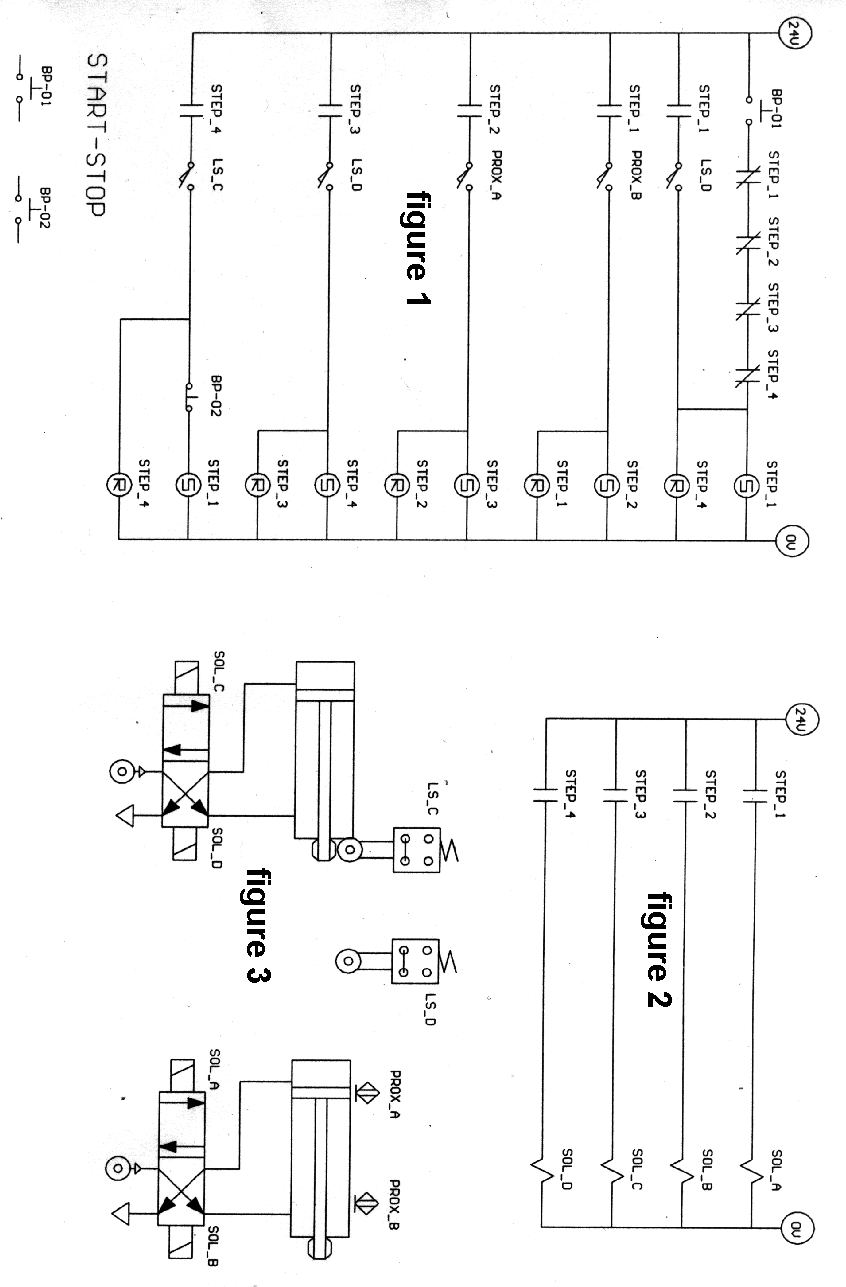 24V 0V
BP-01 STEP_1 STEP_2 STEP_3 STEP_4 STEP_1
S
STEP_1 LS_D STEP_4
R
STEP_1 PROX_B STEP_2
S
STEP_1
R
STEP_2 PROX_A STEP_3
S
figure 1
STEP_2
R
STEP_3 LS_D STEP_4
S
STEP_3
R
STEP_4 LS_C BP-02 STEP_1
S
STEP_4
R
START-STOP
BP-01 BP-02
24V 0V
STEP_1 SOL_A
STEP_2 SOL_B
figure 2
STEP_3 SOL_C
STEP_4 SOL_D
LS_C LS_D
PROX_A PROX_B
figure 3
SOL_C SOL_D
SOL_A SOL_B